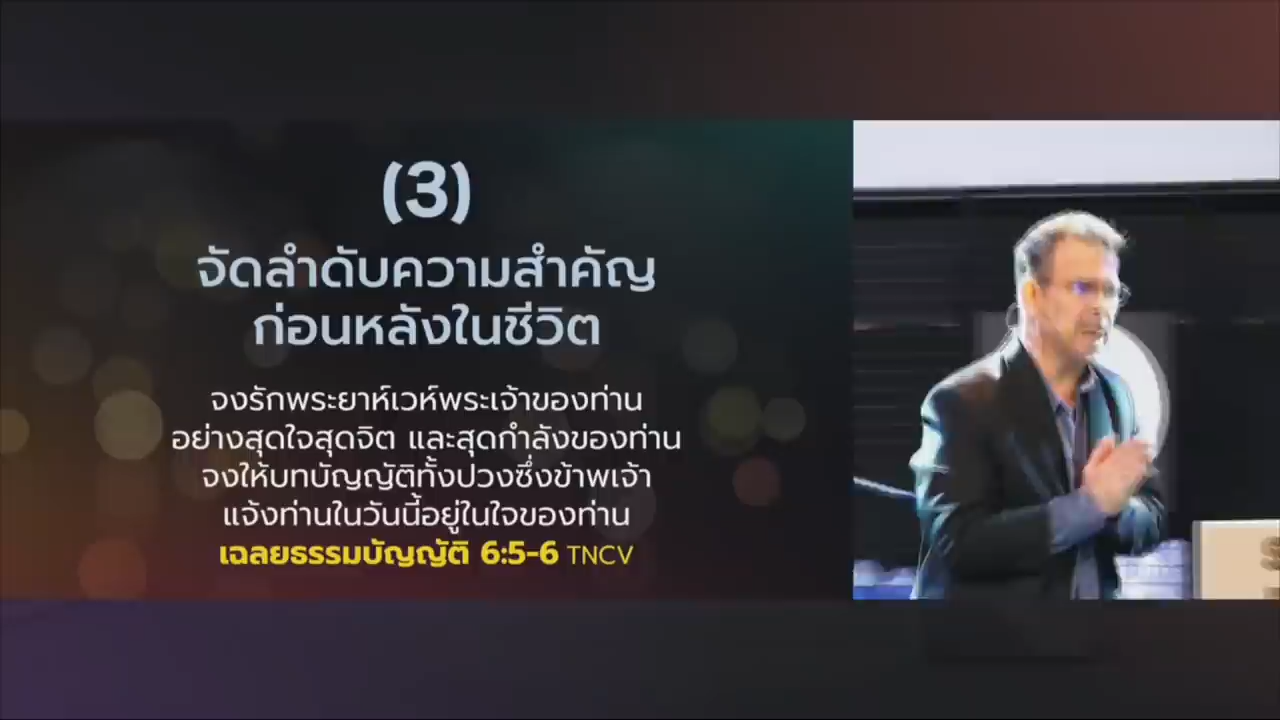 (3)
จัดลำดับความสำคัญ
ก่อนหลังในชีวิต
จงรักพระยาห์เวห์พระเจ้าของท่าน
อย่างสุดใจสุดจิต และสุดกำลังของท่าน
จงให้บทบัญญัติทั้งปวงซึ่งข้าพเจ้า
แจ้งท่านในวันนี้อยู่ในใจของท่าน
เฉลยธรรมบัญญัติ 6:5-6 TNCV